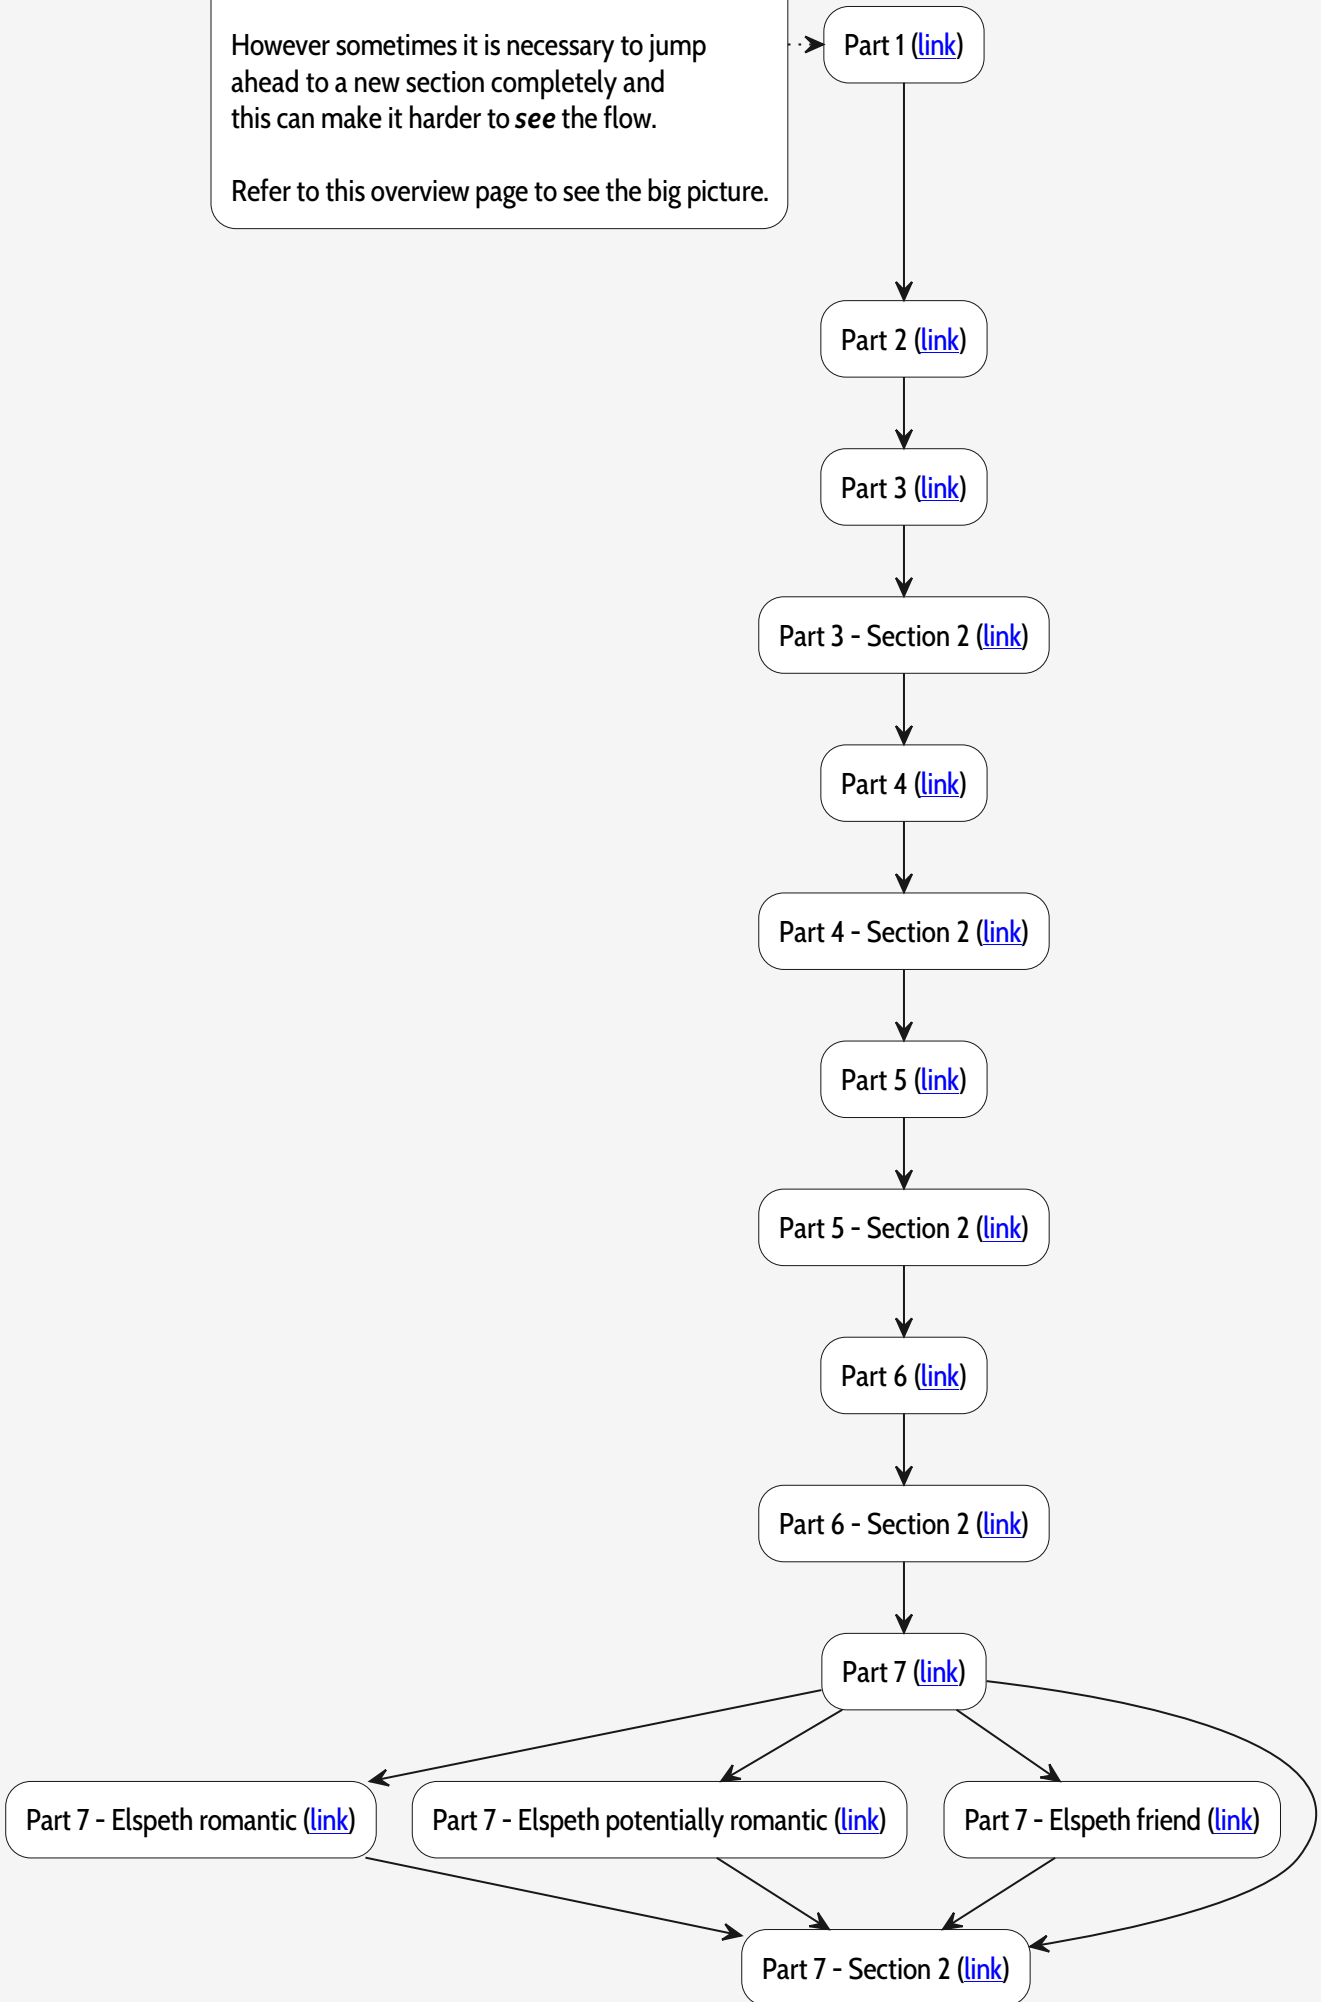 However sometimes it is necessary to jump
ahead to a new section completely and
this can make it harder to see the flow.
Refer to this overview page to see the big picture.
Part 1 (link)
Part 2 (link)
Part 3 (link)
Part 3 - Section 2 (link)
Part 4 (link)
Part 4 - Section 2 (link)
Part 5 (link)
Part 5 - Section 2 (link)
Part 6 (link)
Part 6 - Section 2 (link)
Part 7 (link)
Part 7 - Elspeth romantic (link)
Part 7 - Elspeth potentially romantic (link)
Part 7 - Elspeth friend (link)
Part 7 - Section 2 (link)